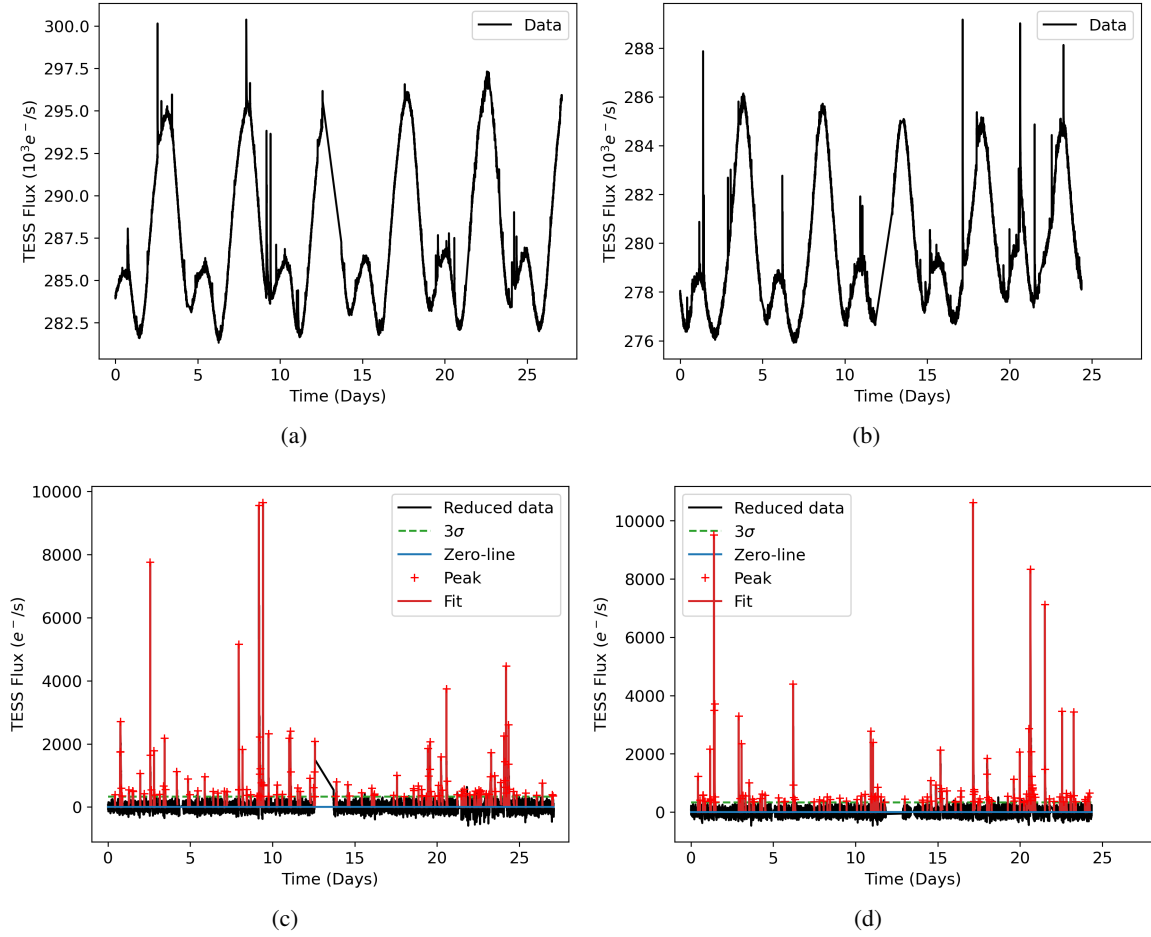 Data
TESS Flux (10³e⁻/s)
300.0
297.5
295.0
292.5
290.0
287.5
285.0
282.5
0 5 10 15 20 25
Time (Days)
(a)
Data
TESS Flux (10³e⁻/s)
288
286
284
282
280
278
276
0 5 10 15 20 25
Time (Days)
(b)
Reduced data
3σ
Zero-line
Peak
Fit
TESS Flux (e⁻/s)
10000
8000
6000
4000
2000
0
0 5 10 15 20 25
Time (Days)
(c)
Reduced data
3σ
Zero-line
Peak
Fit
TESS Flux (e⁻/s)
10000
8000
6000
4000
2000
0
0 5 10 15 20 25
Time (Days)
(d)